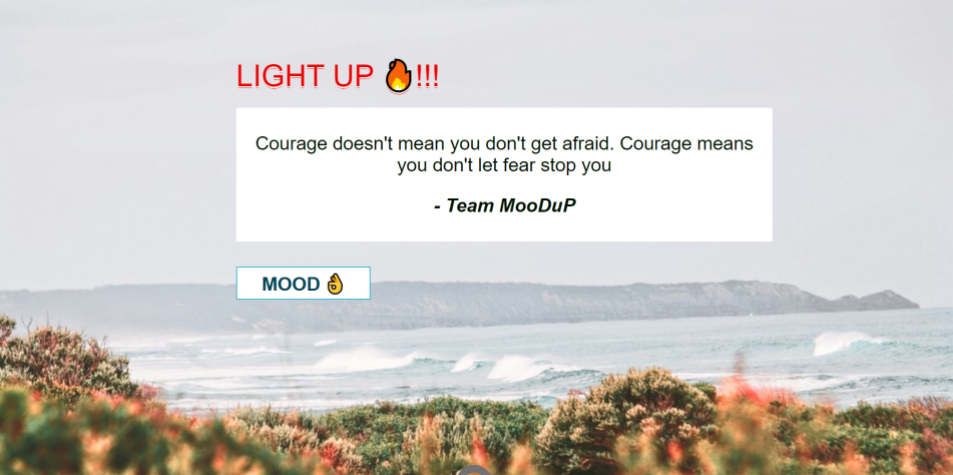 LIGHT UP 🔥!!!
Courage doesn't mean you don't get afraid. Courage means
you don't let fear stop you
- Team MooDuP
MOOD 👌